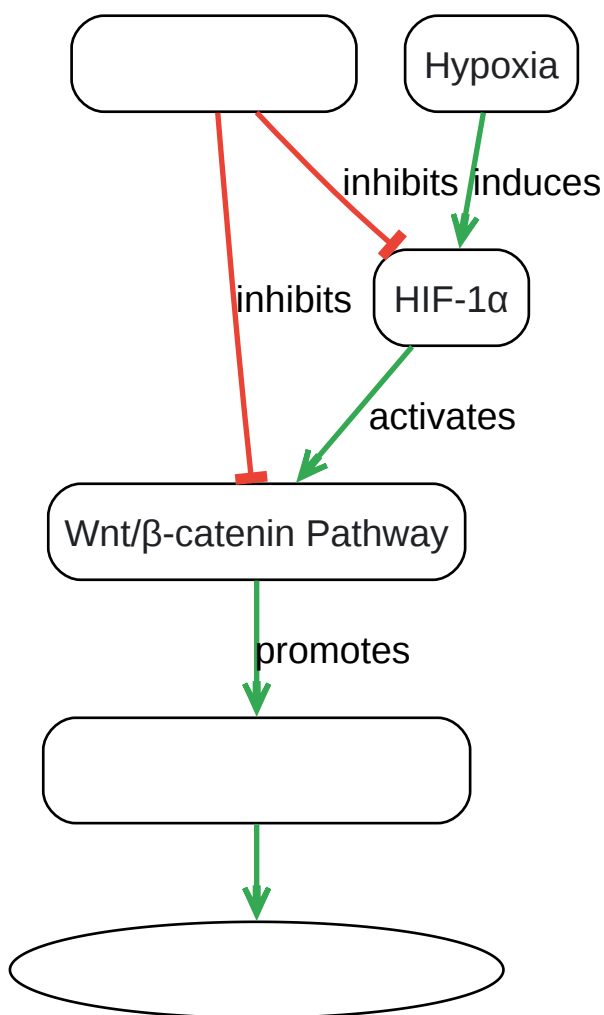 Hypoxia
inhibits
induces
HIF-1α
inhibits
activates
Wnt/β-catenin Pathway
promotes